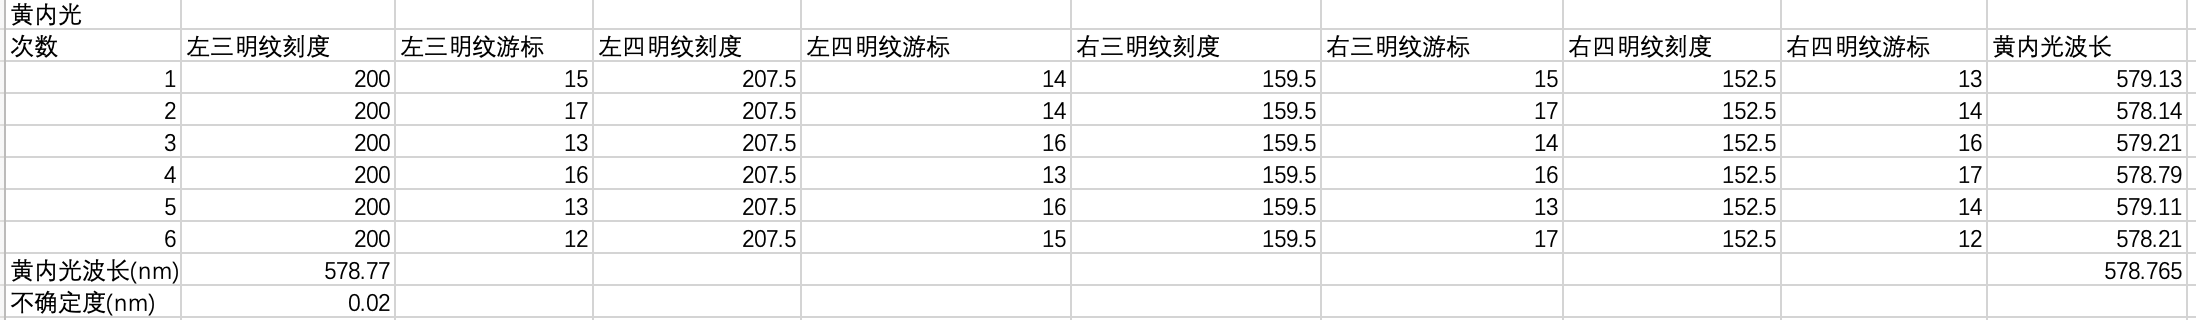 黄内光
次数 左三明纹刻度 左三明纹游标 左四明纹刻度 左四明纹游标 右三明纹刻度 右三明纹游标 右四明纹刻度 右四明纹游标 黄内光波长
1 200 15 207.5 14 159.5 15 152.5 13 579.13
2 200 17 207.5 14 159.5 17 152.5 14 578.14
3 200 13 207.5 16 159.5 14 152.5 16 579.21
4 200 16 207.5 13 159.5 16 152.5 17 578.79
5 200 13 207.5 16 159.5 13 152.5 14 579.11
6 200 12 207.5 15 159.5 17 152.5 12 578.21
黄内光波长(nm) 578.77 578.765
不确定度(nm) 0.02